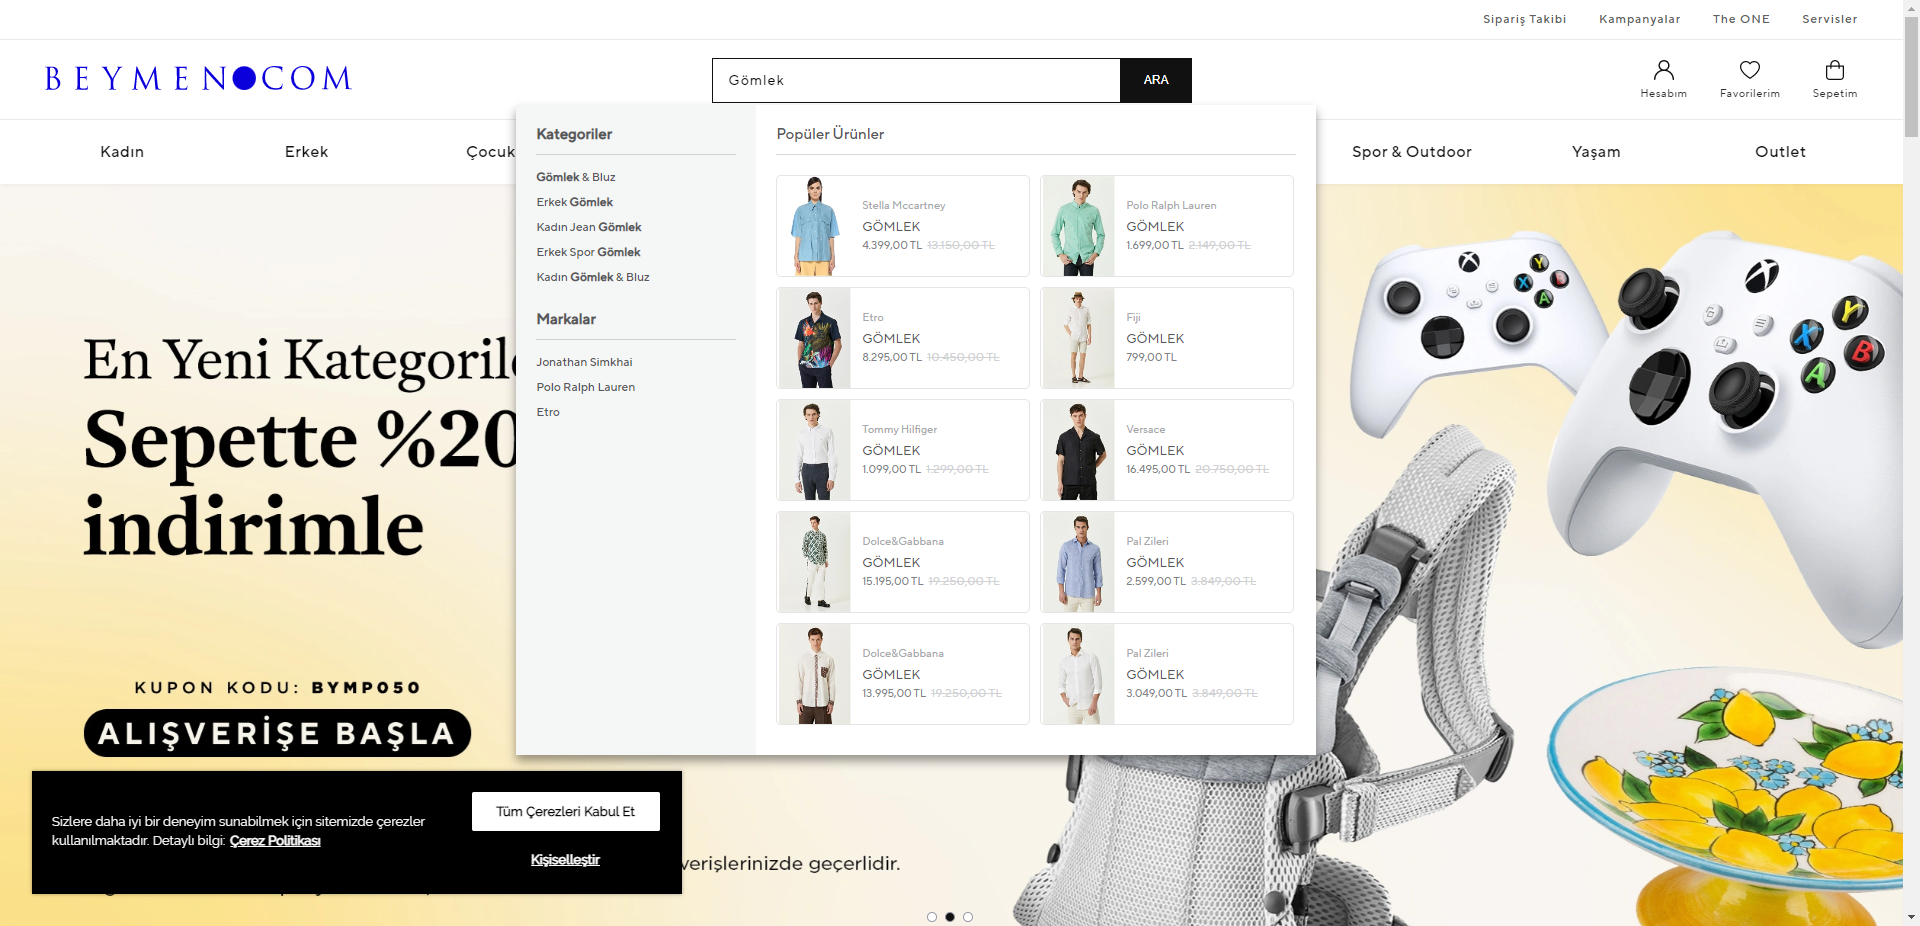 Sipariş Takibi
Kampanyalar
The ONE
Servisler
BEYMEN COM
Gömlek
ARA
Hesabım
Favorilerim
Sepetim
Kadın
Erkek
Çocuk
Spor & Outdoor
Yaşam
Outlet
Kategoriler
Gömlek & Bluz
Erkek Gömlek
Kadın Jean Gömlek
Erkek Spor Gömlek
Kadın Gömlek & Bluz
Markalar
Jonathan Simkhai
Polo Ralph Lauren
Etro
Popüler Ürünler
Stella Mccartney
GÖMLEK
4.399,00 TL 13.150,00 TL
Polo Ralph Lauren
GÖMLEK
1.699,00 TL 2.149,00 TL
Etro
GÖMLEK
8.295,00 TL 10.450,00 TL
Fiji
GÖMLEK
799,00 TL
Tommy Hilfiger
GÖMLEK
1.099,00 TL 1.299,00 TL
Versace
GÖMLEK
16.495,00 TL 20.750,00 TL
Dolce&Gabbana
GÖMLEK
15.195,00 TL 19.250,00 TL
Pal Zileri
GÖMLEK
2.599,00 TL 3.849,00 TL
Dolce&Gabbana
GÖMLEK
13.995,00 TL 19.250,00 TL
Pal Zileri
GÖMLEK
3.049,00 TL 3.849,00 TL
En Yeni Kategoril
Sepette %20
indirimle
KUPON KODU: BYMP050
ALIŞVERİŞE BAŞLA
Y
X
B
A
Y
X
B
A
Sizlere daha iyi bir deneyim sunabilmek için sitemizde çerezler
kullanılmaktadır. Detaylı bilgi: Çerez Politikası
Tüm Çerezleri Kabul Et
Kişiselleştir
verişlerinizde geçerlidir.